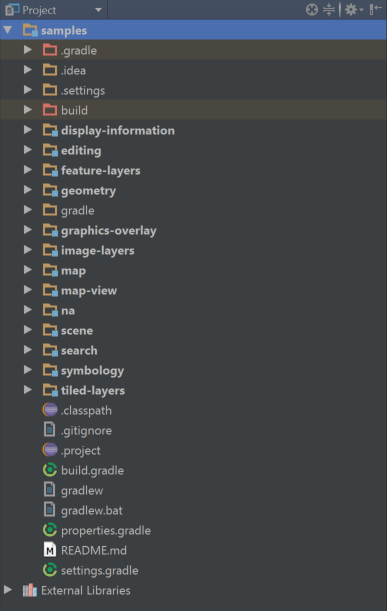 Project
samples
.gradle
.idea
.settings
build
display-information
editing
feature-layers
geometry
gradle
graphics-overlay
image-layers
map
map-view
na
scene
search
symbology
tiled-layers
.classpath
.gitignore
.project
build.gradle
gradlew
gradlew.bat
properties.gradle
M README.md
settings.gradle
External Libraries